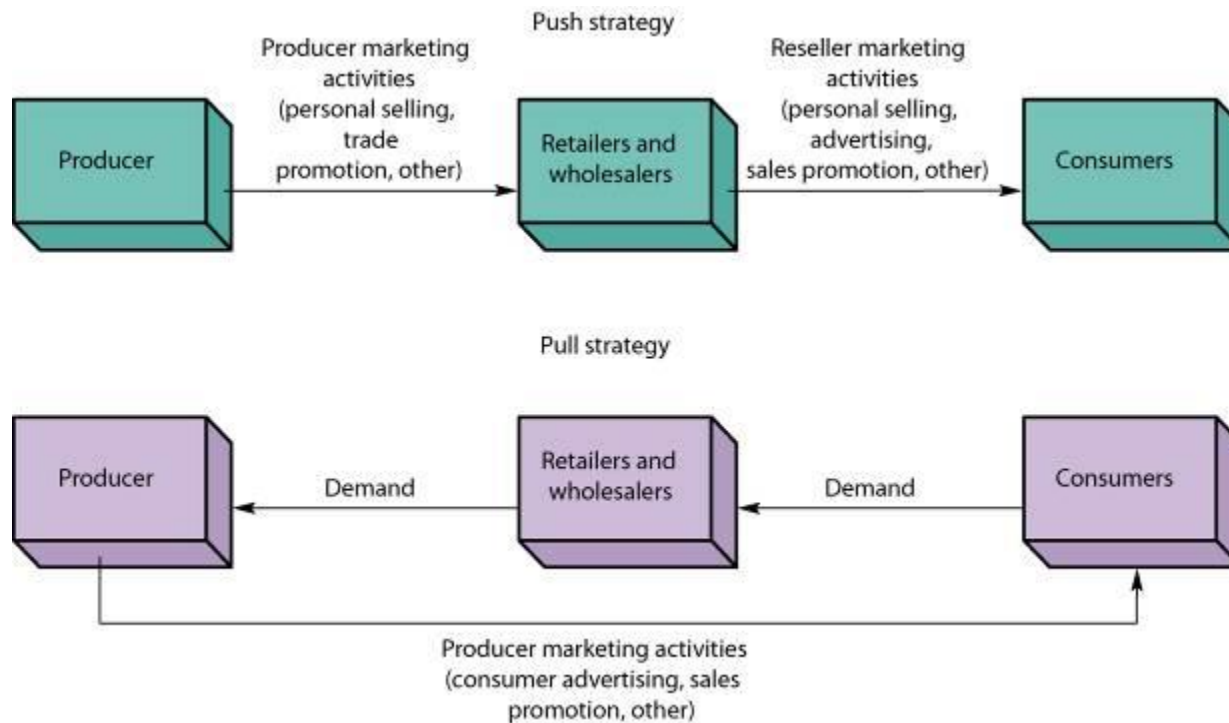 Push strategy
Producer marketing
activities
(personal selling,
trade
promotion, other)
Reseller marketing
activities
(personal selling,
advertising,
sales promotion, other)
Producer
Retailers and
wholesalers
Consumers
Pull strategy
Producer
Demand
Retailers and
wholesalers
Demand
Consumers
Producer marketing activities
(consumer advertising, sales
promotion, other)